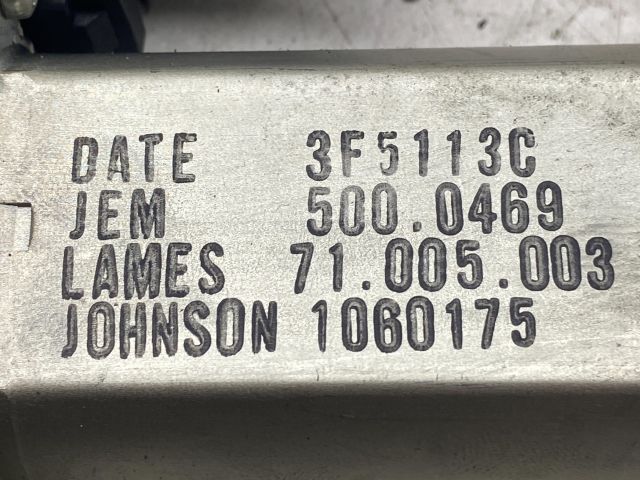 DATE 3F5113C
JEM 500.0469
LAMES 71.005.003
JOHNSON 1060175